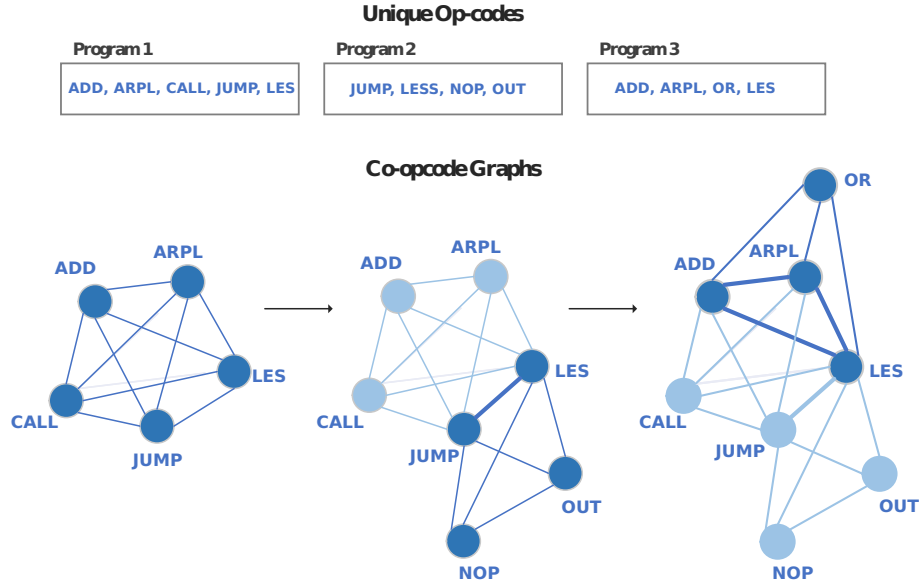 Unique Op-codes
Program 1
Program 2
Program 3
ADD, ARPL, CALL, JUMP, LES
JUMP, LESS, NOP, OUT
ADD, ARPL, OR, LES
Co-opcode Graphs
ADD
ARPL
LES
CALL
JUMP
ADD
ARPL
LES
CALL
JUMP
OUT
NOP
OR
ARPL
ADD
LES
CALL
JUMP
OUT
NOP